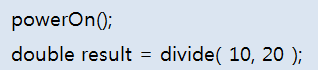 powerOn();
double result = divide( 10, 20 );